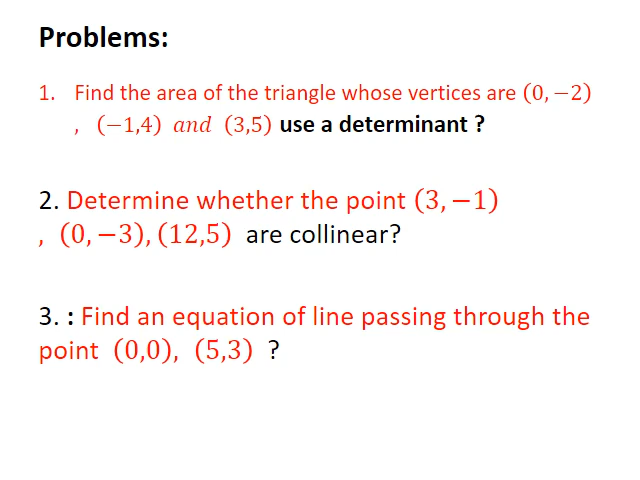 Problems:
1. Find the area of the triangle whose vertices are (0, −2)
, (−1,4) and (3,5) use a determinant ?
2. Determine whether the point (3, −1)
, (0, −3), (12,5) are collinear?
3. : Find an equation of line passing through the
point (0,0), (5,3) ?